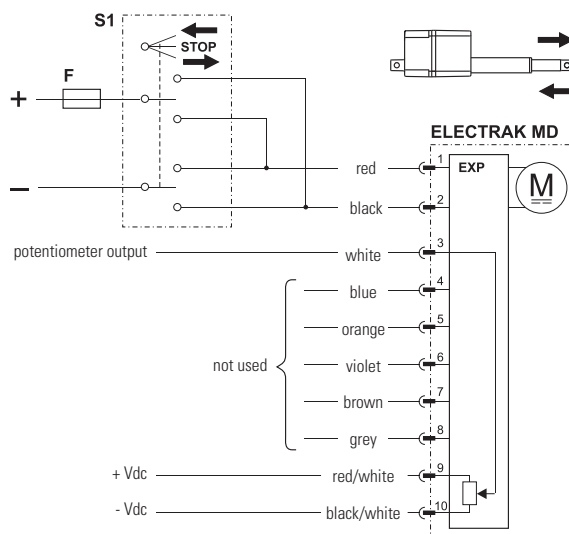 S1
STOP
F
+
–
ELECTRAK MD
EXP
M
red 1
black 2
potentiometer output white 3
blue 4
orange 5
not used violet 6
brown 7
grey 8
+ Vdc red/white 9
- Vdc black/white 10